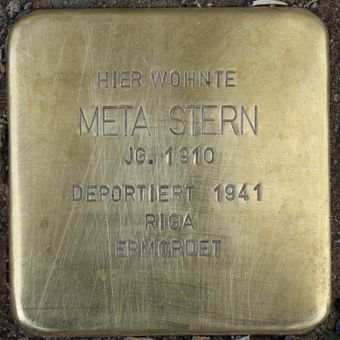 HIER WOHNTE
META STERN
JG. 1910
DEPORTIERT 1941
RIGA
ERMORDET